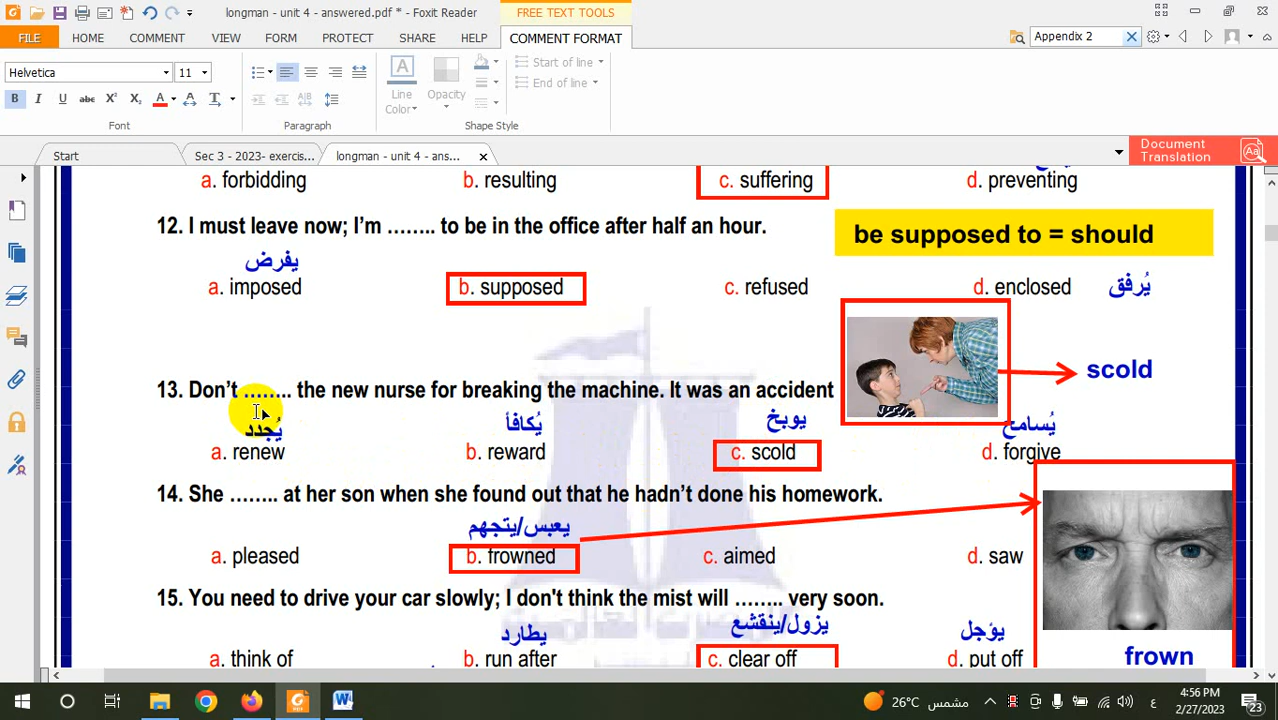 longman - unit 4 - answered.pdf * - Foxit Reader
FREE TEXT TOOLS
FILE HOME COMMENT VIEW FORM PROTECT SHARE HELP COMMENT FORMAT
Appendix 2
Helvetica 11
Start of line
End of line
Line Color
Opacity
Font Paragraph Shape Style
Start
Sec 3 - 2023- exercis...
longman - unit 4 - ans...
Document Translation
a. forbidding b. resulting c. suffering d. preventing
12. I must leave now; I'm …….. to be in the office after half an hour.
be supposed to = should
يفرض
a. imposed b. supposed c. refused d. enclosed يُرفق
13. Don't …….. the new nurse for breaking the machine. It was an accident
scold
يُجدد يُكافأ يوبخ يُسامح
a. renew b. reward c. scold d. forgive
14. She …….. at her son when she found out that he hadn't done his homework.
يعبس/يتجهم
a. pleased b. frowned c. aimed d. saw
15. You need to drive your car slowly; I don't think the mist will …….. very soon.
يطارد يزول/ينقشع يؤجل
a. think of b. run after c. clear off d. put off
frown
26°C مشمس
ع
4:56 PM
2/27/2023
23